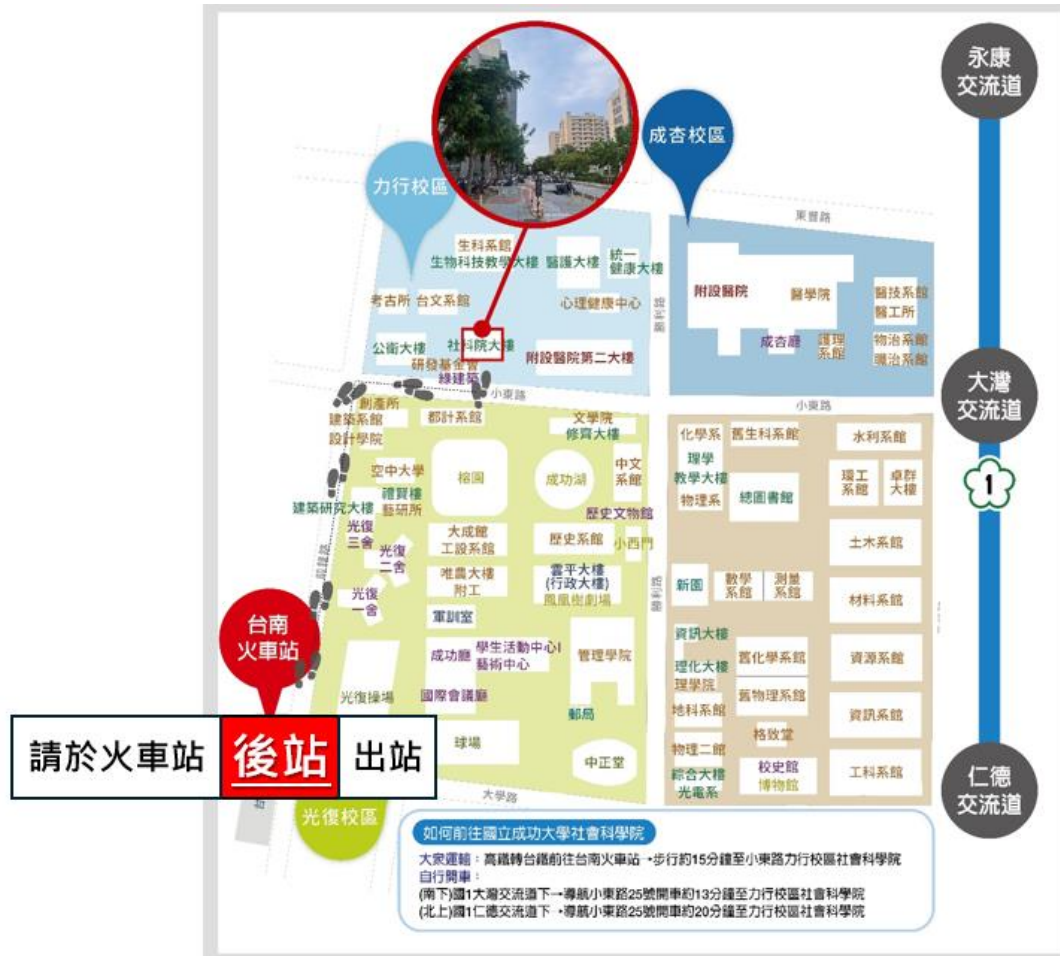 永康
交流道
成杏校區
力行校區
東豐路
生科系館
生物科技教學大樓
醫護大樓
統一
健康大樓
考古所
台文系館
心理健康中心
附設醫院
醫學院
醫技系館
醫工所
公衛大樓
社科院大樓
研發基金會
綠建築
附設醫院第二大樓
成杏廳
護理
系館
物治系館
職治系館
勝利路
小東路
小東路
大灣
交流道
1
創產所
建築系館
設計學院
都計系館
文學院
修齊大樓
化學系
舊生科系館
水利系館
空中大學
榕園
成功湖
中文
系館
理學
教學大樓
物理系
總圖書館
環工
系館
卓群
大樓
禮賢樓
藝研所
建築研究大樓
光復
三舍
歷史文物館
大成館
工設系館
歷史系館
小西門
土木系館
光復
二舍
唯農大樓
附工
雲平大樓
(行政大樓)
鳳凰樹劇場
勝利路
新園
數學
系館
測量
系館
材料系館
光復
一舍
軍訓室
台南
火車站
成功廳
學生活動中心I
藝術中心
管理學院
資訊大樓
理化大樓
理學院
舊化學系館
資源系館
光復操場
國際會議廳
郵局
地科系館
舊物理系館
資訊系館
請於火車站 後站 出站
球場
中正堂
物理二館
格致堂
綜合大樓
光電系
校史館
博物館
工科系館
仁德
交流道
大學路
光復校區
如何前往國立成功大學社會科學院
大眾運輸：高鐵轉台鐵前往台南火車站→步行約15分鐘至小東路力行校區社會科學院
自行開車：
(南下)國1大灣交流道下→導航小東路25號開車約13分鐘至力行校區社會科學院
(北上)國1仁德交流道下→導航小東路25號開車約20分鐘至力行校區社會科學院